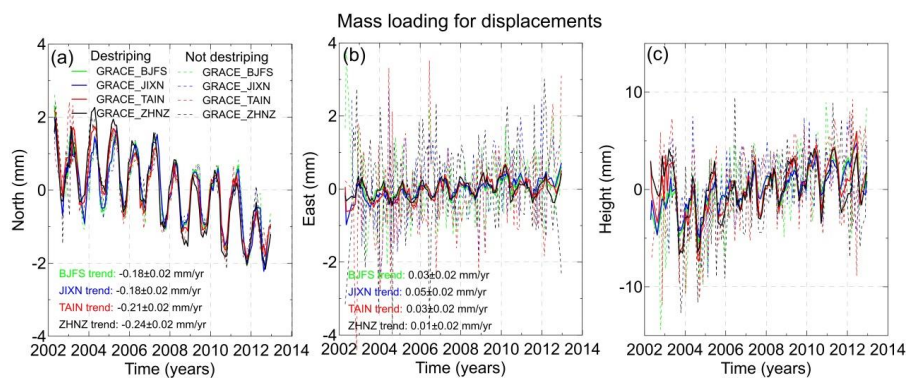 Mass loading for displacements
(a)
Destriping Not destriping
GRACE_BJFS GRACE_BJFS
GRACE_JIXN GRACE_JIXN
GRACE_TAIN GRACE_TAIN
GRACE_ZHNZ GRACE_ZHNZ
North (mm)
4
2
0
-2
-4
BJFS trend: -0.18±0.02 mm/yr
JIXN trend: -0.18±0.02 mm/yr
TAIN trend: -0.21±0.02 mm/yr
ZHNZ trend: -0.24±0.02 mm/yr
2002 2004 2006 2008 2010 2012 2014
Time (years)
(b)
East (mm)
4
2
0
-2
-4
BJFS trend: 0.03±0.02 mm/yr
JIXN trend: 0.05±0.02 mm/yr
TAIN trend: 0.03±0.02 mm/yr
ZHNZ trend: 0.01±0.02 mm/yr
2002 2004 2006 2008 2010 2012 2014
Time (years)
(c)
Height (mm)
10
0
-10
2002 2004 2006 2008 2010 2012 2014
Time (years)